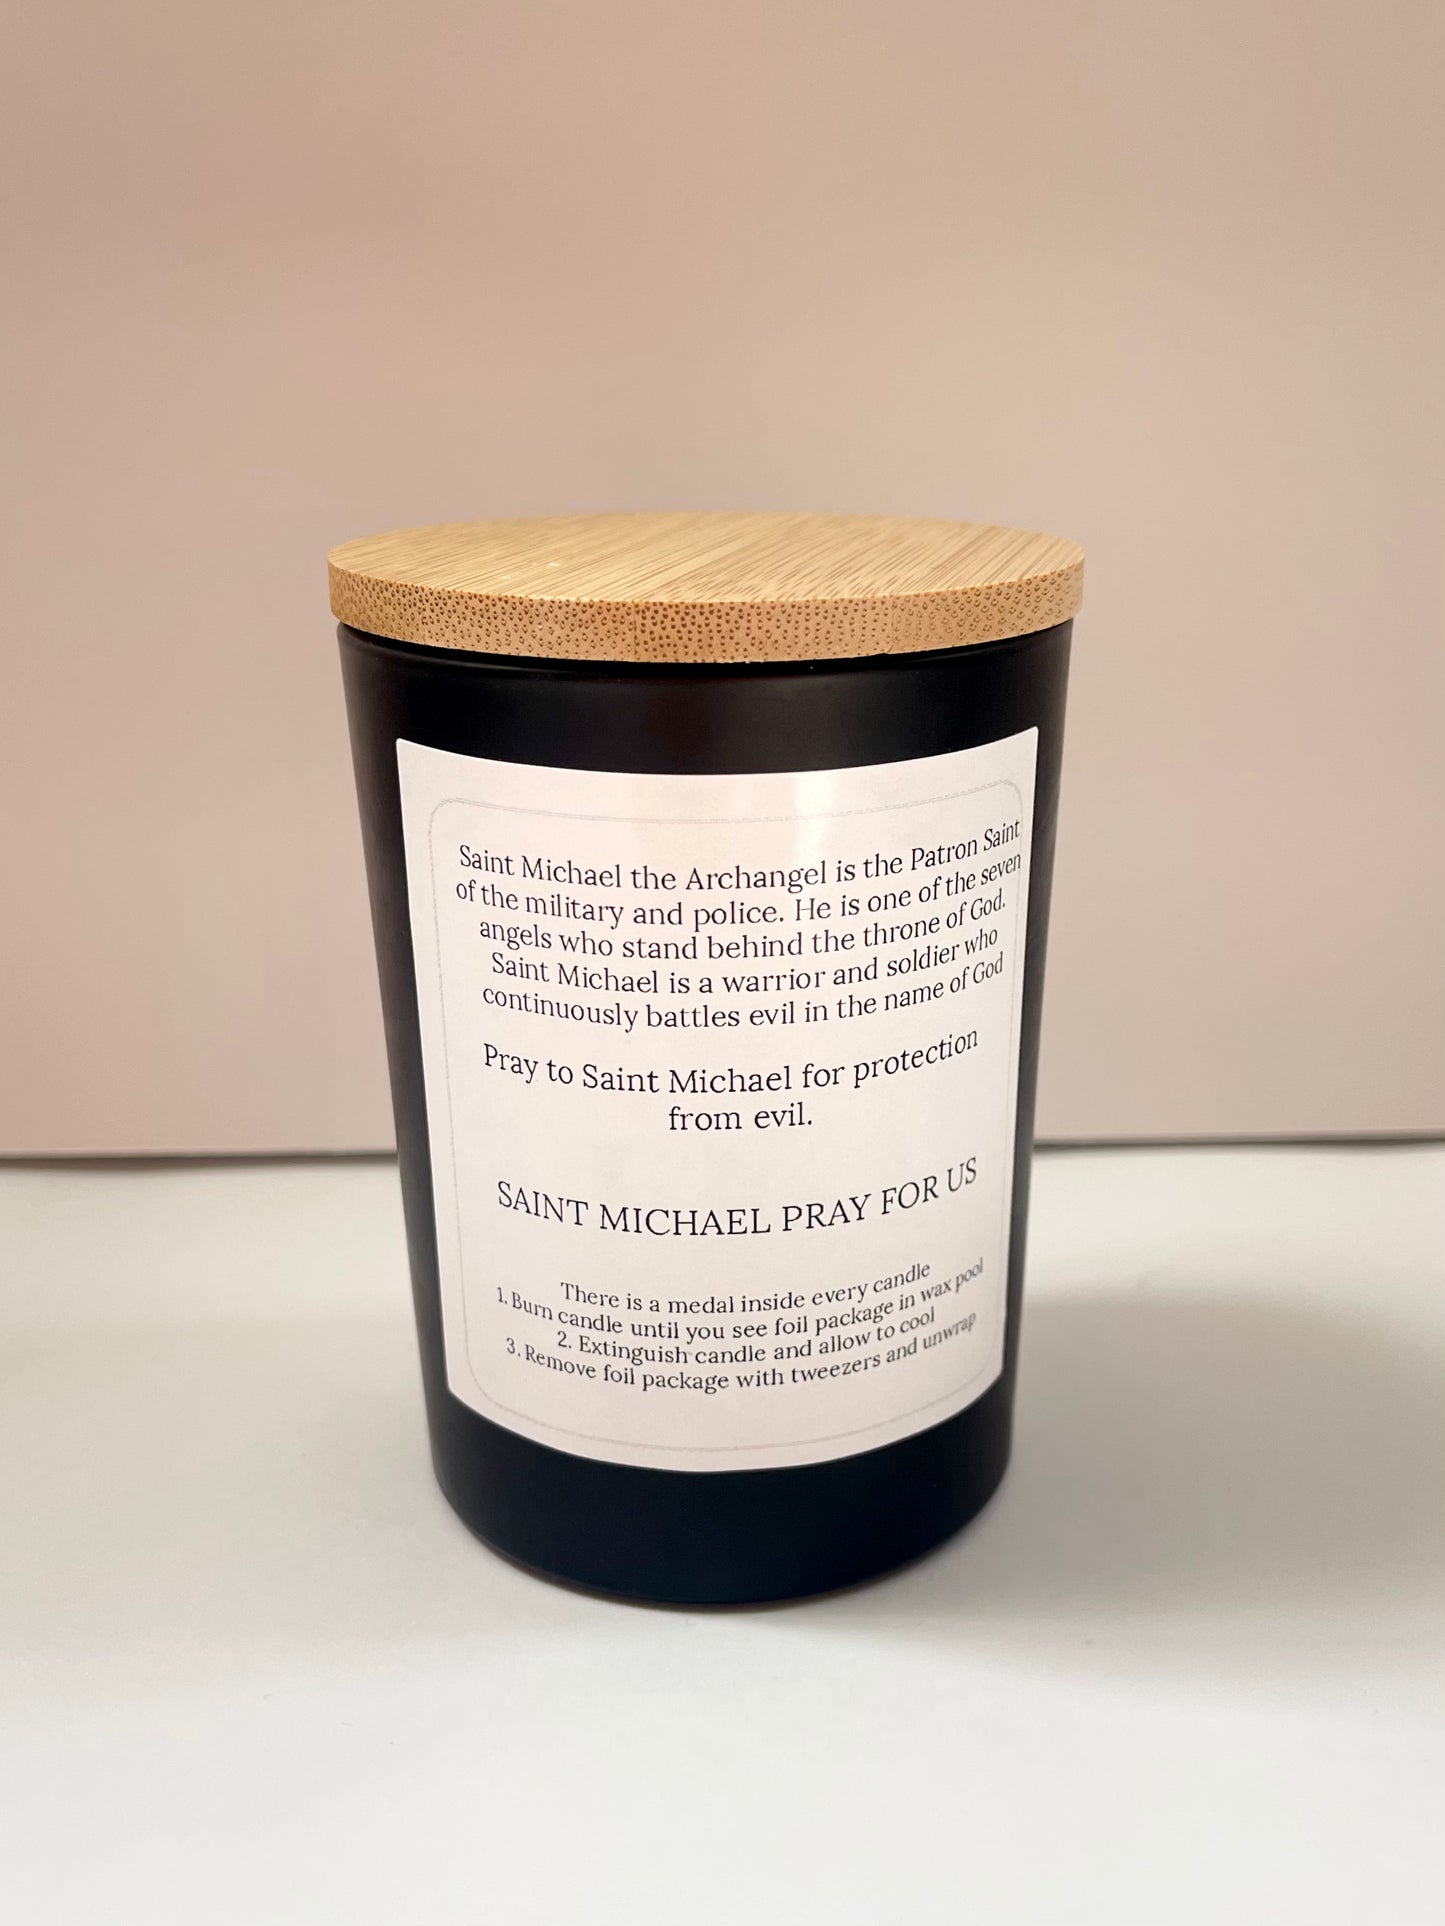 Saint Michael the Archangel is the Patron Saint
of the military and police. He is one of the seven
angels who stand behind the throne of God.
Saint Michael is a warrior and soldier who
continuously battles evil in the name of God
Pray to Saint Michael for protection
from evil.
SAINT MICHAEL PRAY FOR US
There is a medal inside every candle
1. Burn candle until you see foil package in wax pool
2. Extinguish candle and allow to cool
3. Remove foil package with tweezers and unwrap